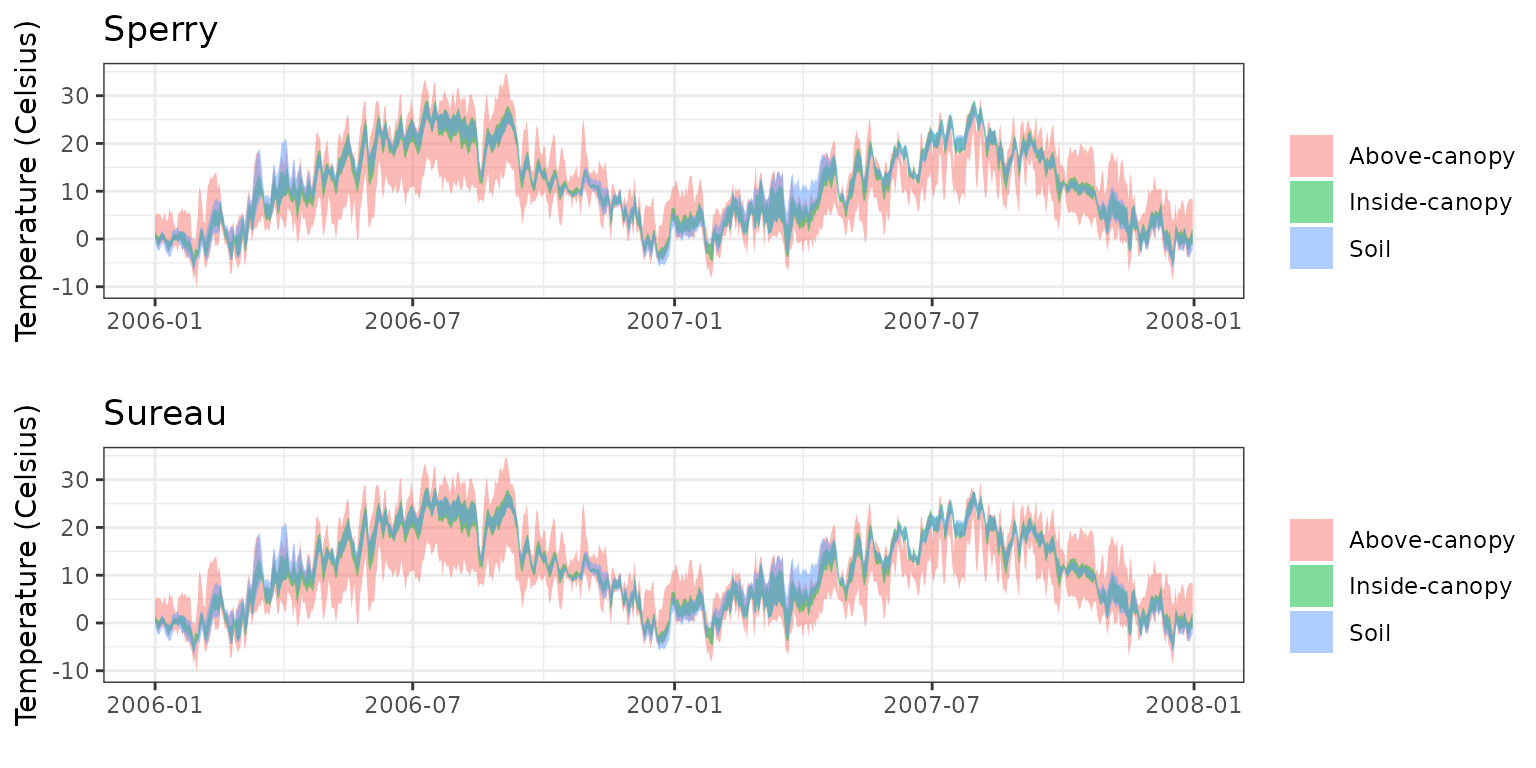 Sperry
Temperature (Celsius)
30
20
10
0
-10
2006-01 2006-07 2007-01 2007-07 2008-01
Above-canopy
Inside-canopy
Soil
Sureau
Temperature (Celsius)
30
20
10
0
-10
2006-01 2006-07 2007-01 2007-07 2008-01
Above-canopy
Inside-canopy
Soil